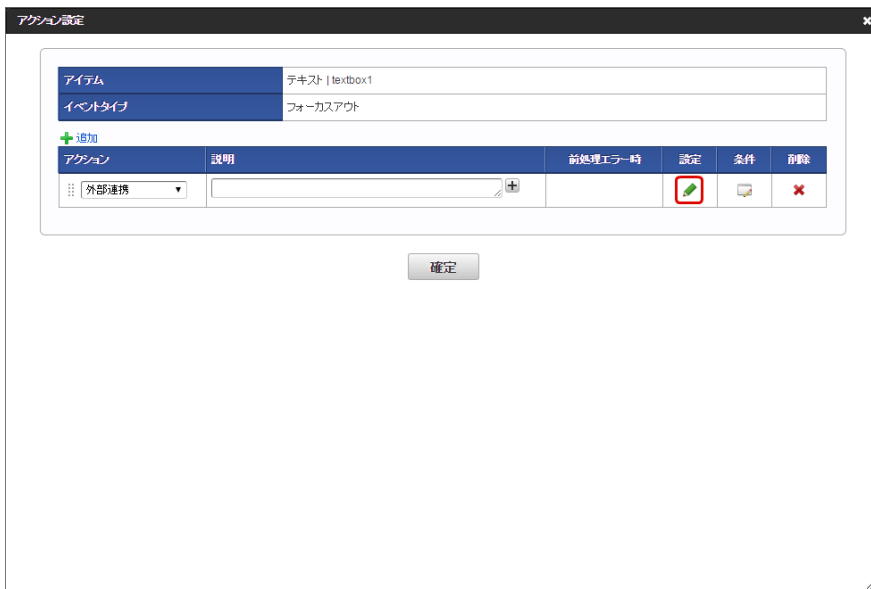 アクション設定
アイテム テキスト | textbox1
イベントタイプ フォーカスアウト
追加
アクション 説明 前処理エラー時 設定 条件 削除
外部連携
確定